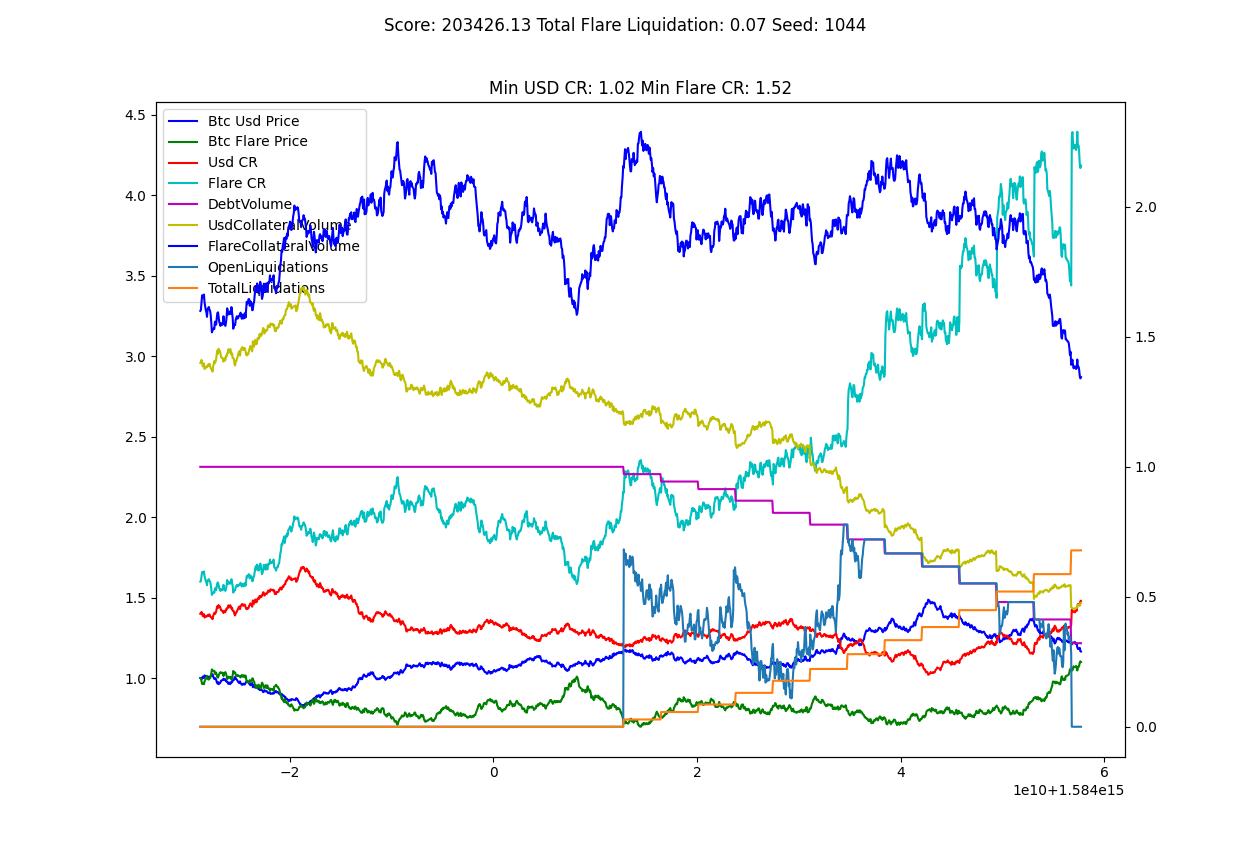 Score: 203426.13 Total Flare Liquidation: 0.07 Seed: 1044
Min USD CR: 1.02 Min Flare CR: 1.52
Btc Usd Price
Btc Flare Price
Usd CR
Flare CR
DebtVolume
UsdCollateralVolume
FlareCollateralVolume
OpenLiquidations
TotalLiquidations
4.5
4.0
3.5
3.0
2.5
2.0
1.5
1.0
2.0
1.5
1.0
0.5
0.0
−2 0 2 4 6
1e10+1.584e15